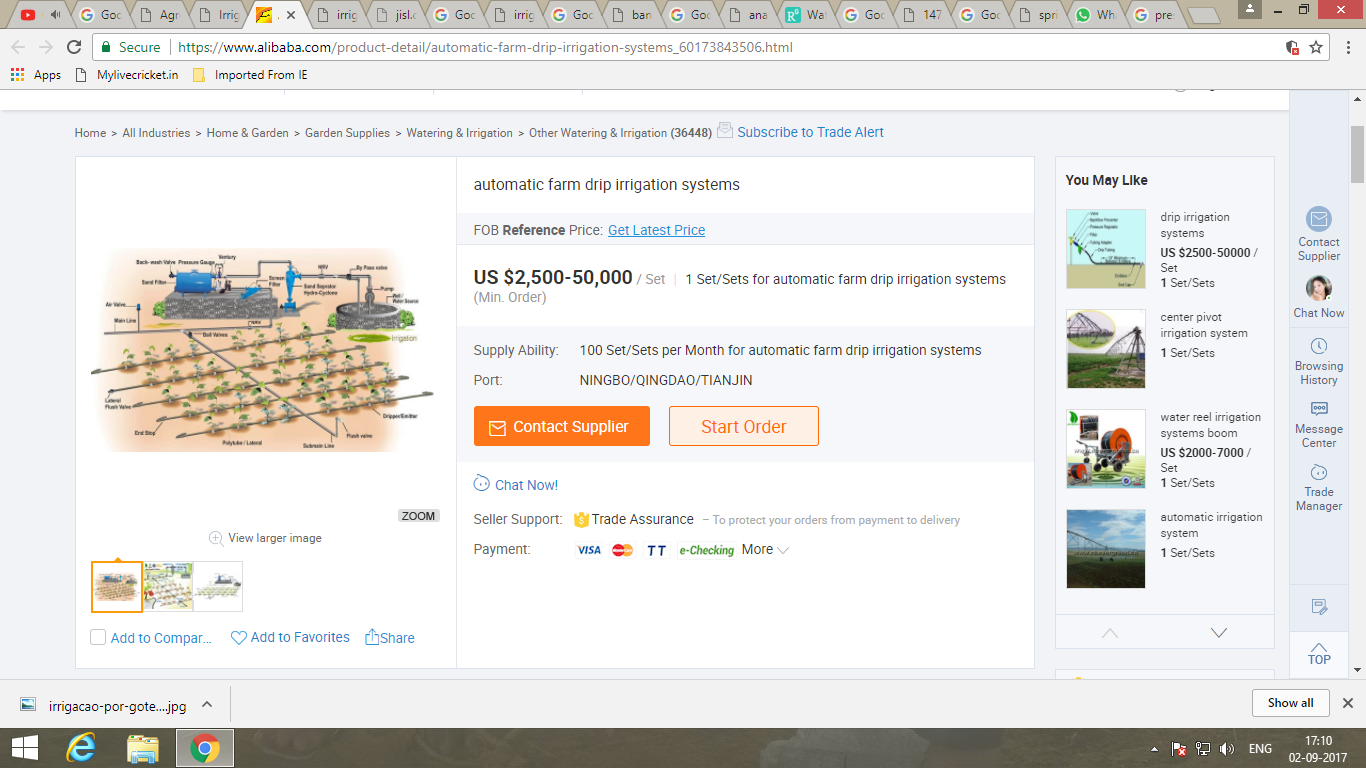 Goo
Agr
Irrig
irrig
jisl.c
Goo
irrig
Goo
ban
Goo
ana
Wat
Goo
147
Goo
spri
Wha
pre
Secure https://www.alibaba.com/product-detail/automatic-farm-drip-irrigation-systems_60173843506.html
Apps Mylivecricket.in Imported From IE
Home > All Industries > Home & Garden > Garden Supplies > Watering & Irrigation > Other Watering & Irrigation (36448) Subscribe to Trade Alert
automatic farm drip irrigation systems
FOB Reference Price: Get Latest Price
US $2,500-50,000 / Set 1 Set/Sets for automatic farm drip irrigation systems
(Min. Order)
Supply Ability: 100 Set/Sets per Month for automatic farm drip irrigation systems
Port: NINGBO/QINGDAO/TIANJIN
Contact Supplier Start Order
Chat Now!
Seller Support: Trade Assurance – To protect your orders from payment to delivery
Payment: VISA MasterCard TT e-Checking More
Back- wash Valve Pressure Gauge Ventury
Sand Filter
Screen
Filter
NRV
By Pass valve
Sand Seprator
Hydro-Cyclone
Pump
Well /
Water Source
Air Valve
Main Line
NRV
Ball Valves
Irrigation
Lateral
Flush Valve
Dripper/Emitter
End Stop
Polytube / Lateral
Submain Line
Flush valve
ZOOM
View larger image
Add to Compar... Add to Favorites Share
You May Like
drip irrigation
systems
US $2500-50000 /
Set
1 Set/Sets
center pivot
irrigation system
1 Set/Sets
water reel irrigation
systems boom
US $2000-7000 /
Set
1 Set/Sets
automatic irrigation
system
1 Set/Sets
Contact
Supplier
Chat Now
Browsing
History
Message
Center
Trade
Manager
TOP
irrigacao-por-gote....jpg
Show all
ENG
17:10
02-09-2017